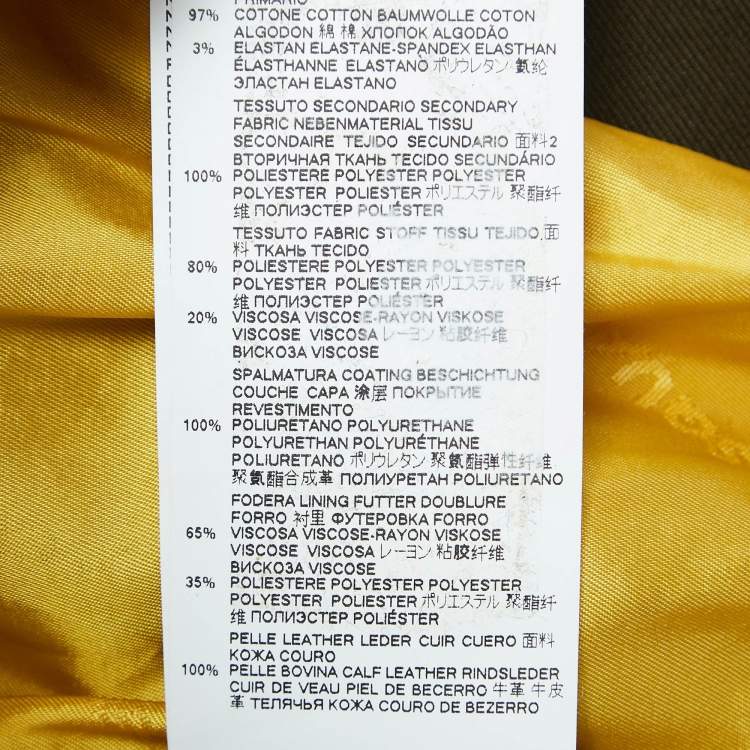 PRIMARIO
97% COTONE COTTON BAUMWOLLE COTON
ALGODON 綿 棉 ХЛОПОК ALGODÃO
3% ELASTAN ELASTANE-SPANDEX ELASTHAN
ÉLASTHANNE ELASTANO ポリウレタン 氨纶
ЭЛАСТАН ELASTANO
TESSUTO SECONDARIO SECONDARY
FABRIC NEBENMATERIAL TISSU
SECONDAIRE TEJIDO SECUNDARIO 面料2
ВТОРИЧНАЯ ТКАНЬ TECIDO SECUNDÁRIO
100% POLIESTERE POLYESTER POLYESTER
POLYESTER POLIESTER ポリエステル 聚酯纤
维 ПОЛИЭСТЕР POLIÉSTER
TESSUTO FABRIC STOFF TISSU TEJIDO 面
料 ТКАНЬ TECIDO
80% POLIESTERE POLYESTER POLYESTER
POLYESTER POLIESTER ポリエステル 聚酯纤
维 ПОЛИЭСТЕР POLIÉSTER
20% VISCOSA VISCOSE-RAYON VISKOSE
VISCOSE VISCOSA レーヨン 粘胶纤维
ВИСКОЗА VISCOSE
SPALMATURA COATING BESCHICHTUNG
COUCHE CAPA 涂层 ПОКРЫТИЕ
REVESTIMENTO
100% POLIURETANO POLYURETHANE
POLYURETHAN POLYURÉTHANE
POLIURETANO ポリウレタン 聚氨酯弹性纤维
聚氨酯合成革 ПОЛИУРЕТАН POLIURETANO
FODERA LINING FUTTER DOUBLURE
FORRO 衬里 ФУТЕРОВКА FORRO
65% VISCOSA VISCOSE-RAYON VISKOSE
VISCOSE VISCOSA レーヨン 粘胶纤维
ВИСКОЗА VISCOSE
35% POLIESTERE POLYESTER POLYESTER
POLYESTER POLIESTER ポリエステル 聚酯纤
维 ПОЛИЭСТЕР POLIÉSTER
PELLE LEATHER LEDER CUIR CUERO 面料
КОЖА COURO
100% PELLE BOVINA CALF LEATHER RINDSLEDER
CUIR DE VEAU PIEL DE BECERRO 牛革 牛皮
革 ТЕЛЯЧЬЯ КОЖА COURO DE BEZERRO